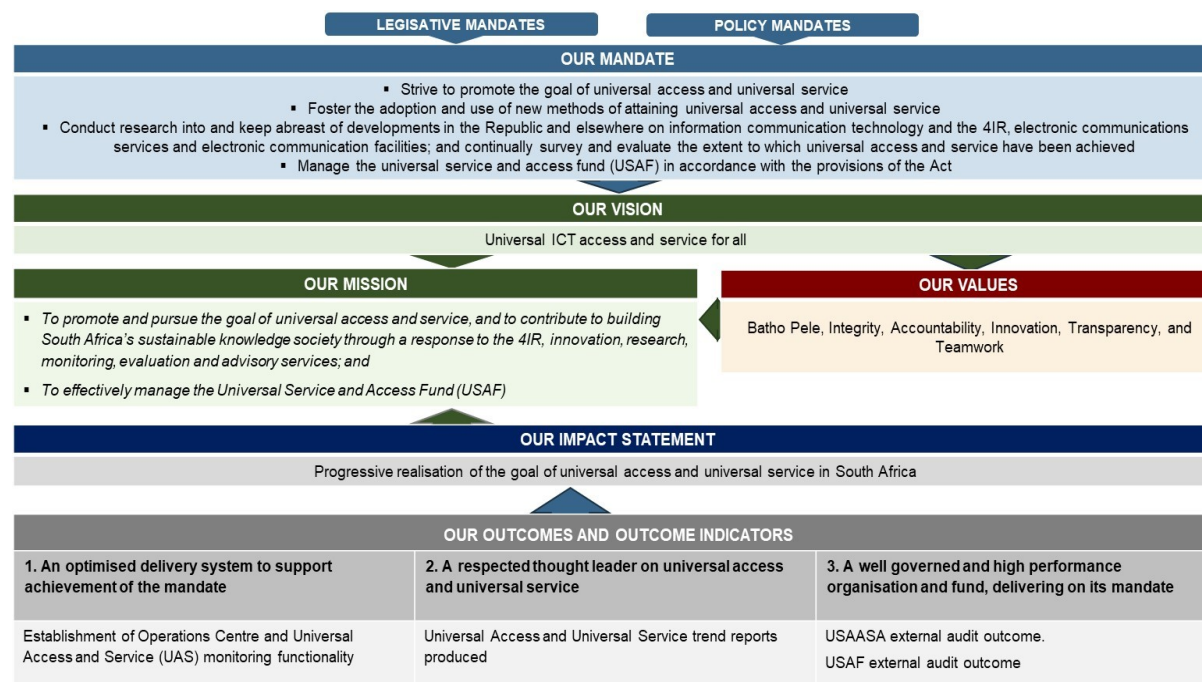 LEGISATIVE MANDATES
POLICY MANDATES
OUR MANDATE
▪ Strive to promote the goal of universal access and universal service
▪ Foster the adoption and use of new methods of attaining universal access and universal service
▪ Conduct research into and keep abreast of developments in the Republic and elsewhere on information communication technology and the 4IR, electronic communications
services and electronic communication facilities; and continually survey and evaluate the extent to which universal access and service have been achieved
▪ Manage the universal service and access fund (USAF) in accordance with the provisions of the Act
OUR VISION
Universal ICT access and service for all
OUR MISSION
▪ To promote and pursue the goal of universal access and service, and to contribute to building
South Africa's sustainable knowledge society through a response to the 4IR, innovation, research,
monitoring, evaluation and advisory services; and
▪ To effectively manage the Universal Service and Access Fund (USAF)
OUR VALUES
Batho Pele, Integrity, Accountability, Innovation, Transparency, and
Teamwork
OUR IMPACT STATEMENT
Progressive realisation of the goal of universal access and universal service in South Africa
OUR OUTCOMES AND OUTCOME INDICATORS
1. An optimised delivery system to support
achievement of the mandate
2. A respected thought leader on universal access
and universal service
3. A well governed and high performance
organisation and fund, delivering on its mandate
Establishment of Operations Centre and Universal
Access and Service (UAS) monitoring functionality
Universal Access and Universal Service trend reports
produced
USAASA external audit outcome.
USAF external audit outcome